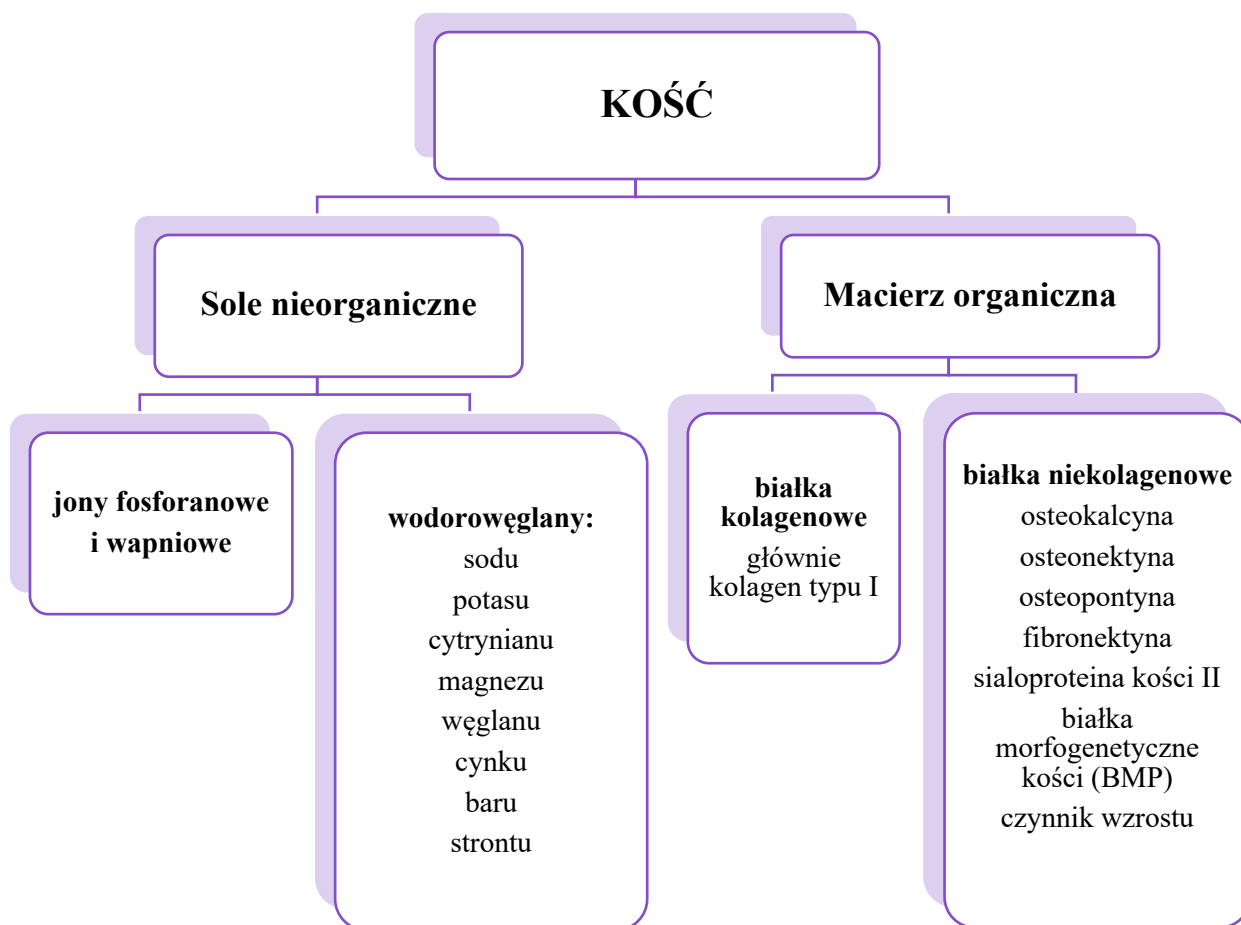 KOŚĆ
Sole nieorganiczne
Macierz organiczna
jony fosforanowe
i wapniowe
wodorowęglany:
sodu
potasu
cytrynianu
magnezu
węglanu
cynku
baru
strontu
białka
kolagenowe
głównie
kolagen typu I
białka niekolagenowe
osteokalcyna
osteonektyna
osteopontyna
fibronektyna
sialoproteina kości II
białka
morfogenetyczne
kości (BMP)
czynnik wzrostu